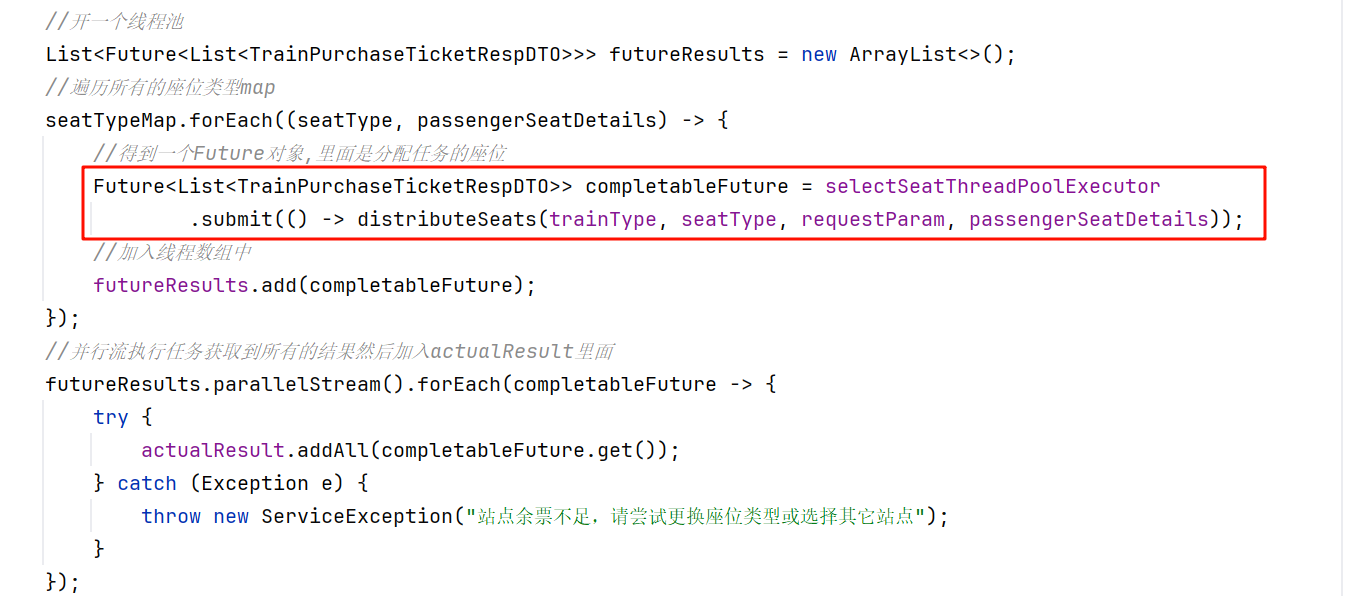 //开一个线程池
List<Future<List<TrainPurchaseTicketRespDTO>>> futureResults = new ArrayList<>();
//遍历所有的座位类型map
seatTypeMap.forEach((seatType, passengerSeatDetails) -> {
//得到一个Future对象,里面是分配任务的座位
Future<List<TrainPurchaseTicketRespDTO>> completableFuture = selectSeatThreadPoolExecutor
.submit(() -> distributeSeats(trainType, seatType, requestParam, passengerSeatDetails));
//加入线程数组中
futureResults.add(completableFuture);
});
//并行流执行任务获取到所有的结果然后加入actualResult里面
futureResults.parallelStream().forEach(completableFuture -> {
try {
actualResult.addAll(completableFuture.get());
} catch (Exception e) {
throw new ServiceException("站点余票不足，请尝试更换座位类型或选择其它站点");
}
});